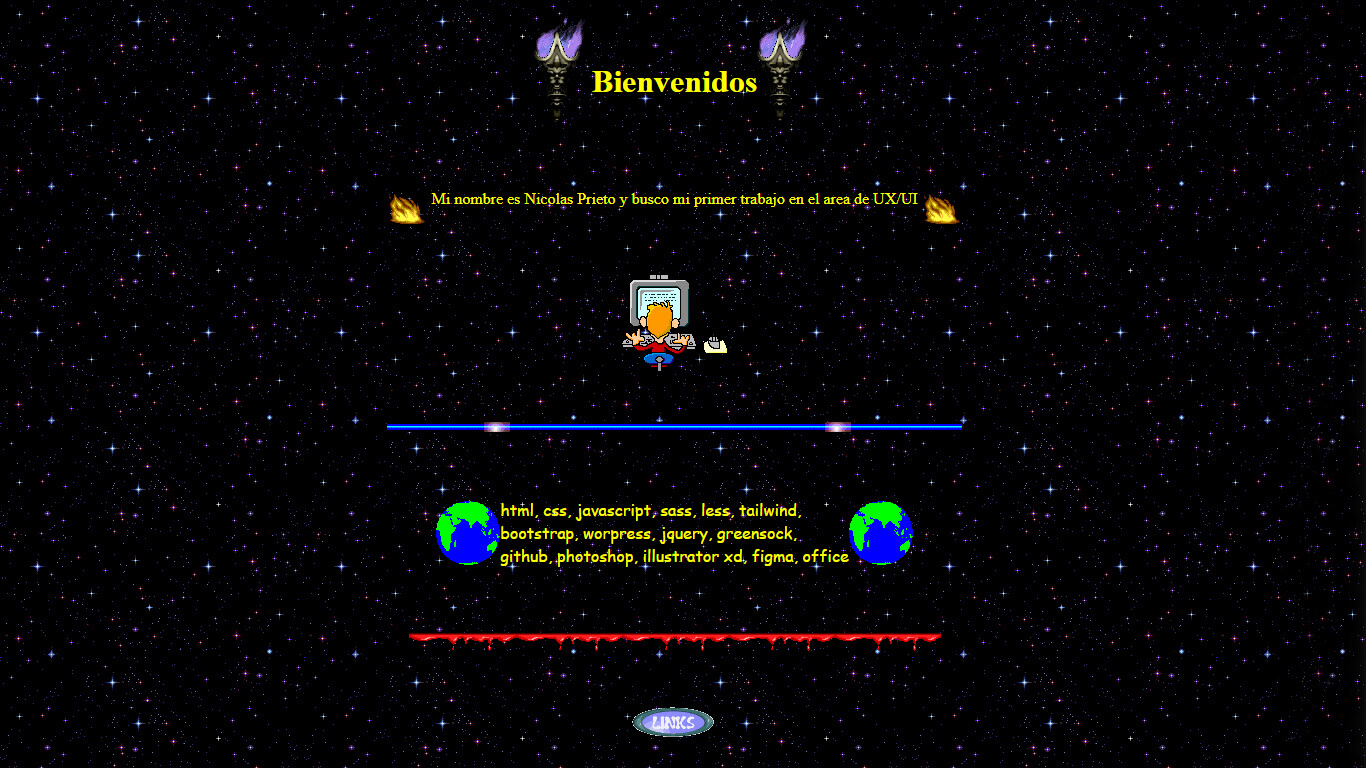 Bienvenidos
Mi nombre es Nicolas Prieto y busco mi primer trabajo en el area de UX/UI
html, css, javascript, sass, less, tailwind,
bootstrap, worpress, jquery, greensock,
github, photoshop, illustrator xd, figma, office
LINKS